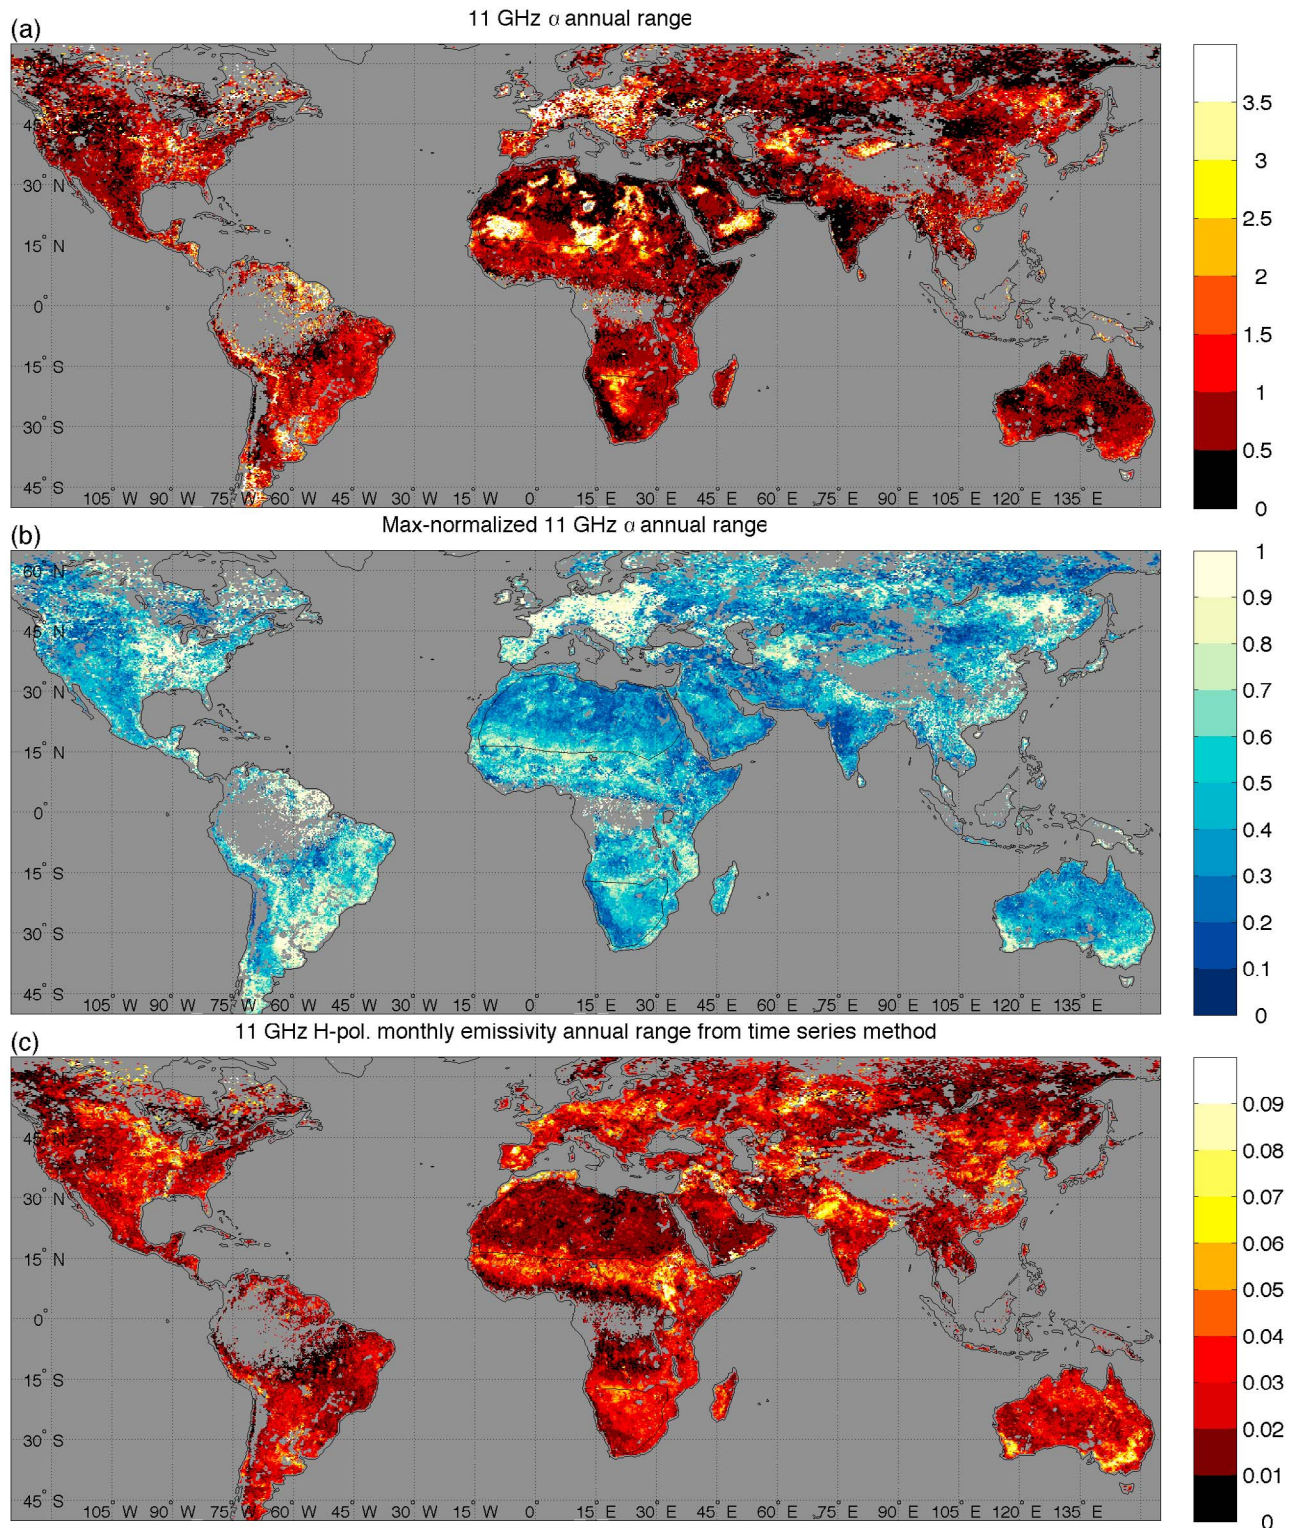 (a)
11 GHz α annual range
60° N
45° N
30° N
15° N
0°
15° S
30° S
45° S
105° W 90° W 75° W 60° W 45° W 30° W 15° W 0° 15° E 30° E 45° E 60° E 75° E 90° E 105° E 120° E 135° E
3.5
3
2.5
2
1.5
1
0.5
0
(b)
Max-normalized 11 GHz α annual range
60° N
45° N
30° N
15° N
0°
15° S
30° S
45° S
105° W 90° W 75° W 60° W 45° W 30° W 15° W 0° 15° E 30° E 45° E 60° E 75° E 90° E 105° E 120° E 135° E
1
0.9
0.8
0.7
0.6
0.5
0.4
0.3
0.2
0.1
0
(c)
11 GHz H-pol. monthly emissivity annual range from time series method
45° N
30° N
15° N
0°
15° S
30° S
45° S
105° W 90° W 75° W 60° W 45° W 30° W 15° W 0° 15° E 30° E 45° E 60° E 75° E 90° E 105° E 120° E 135° E
0.09
0.08
0.07
0.06
0.05
0.04
0.03
0.02
0.01
0